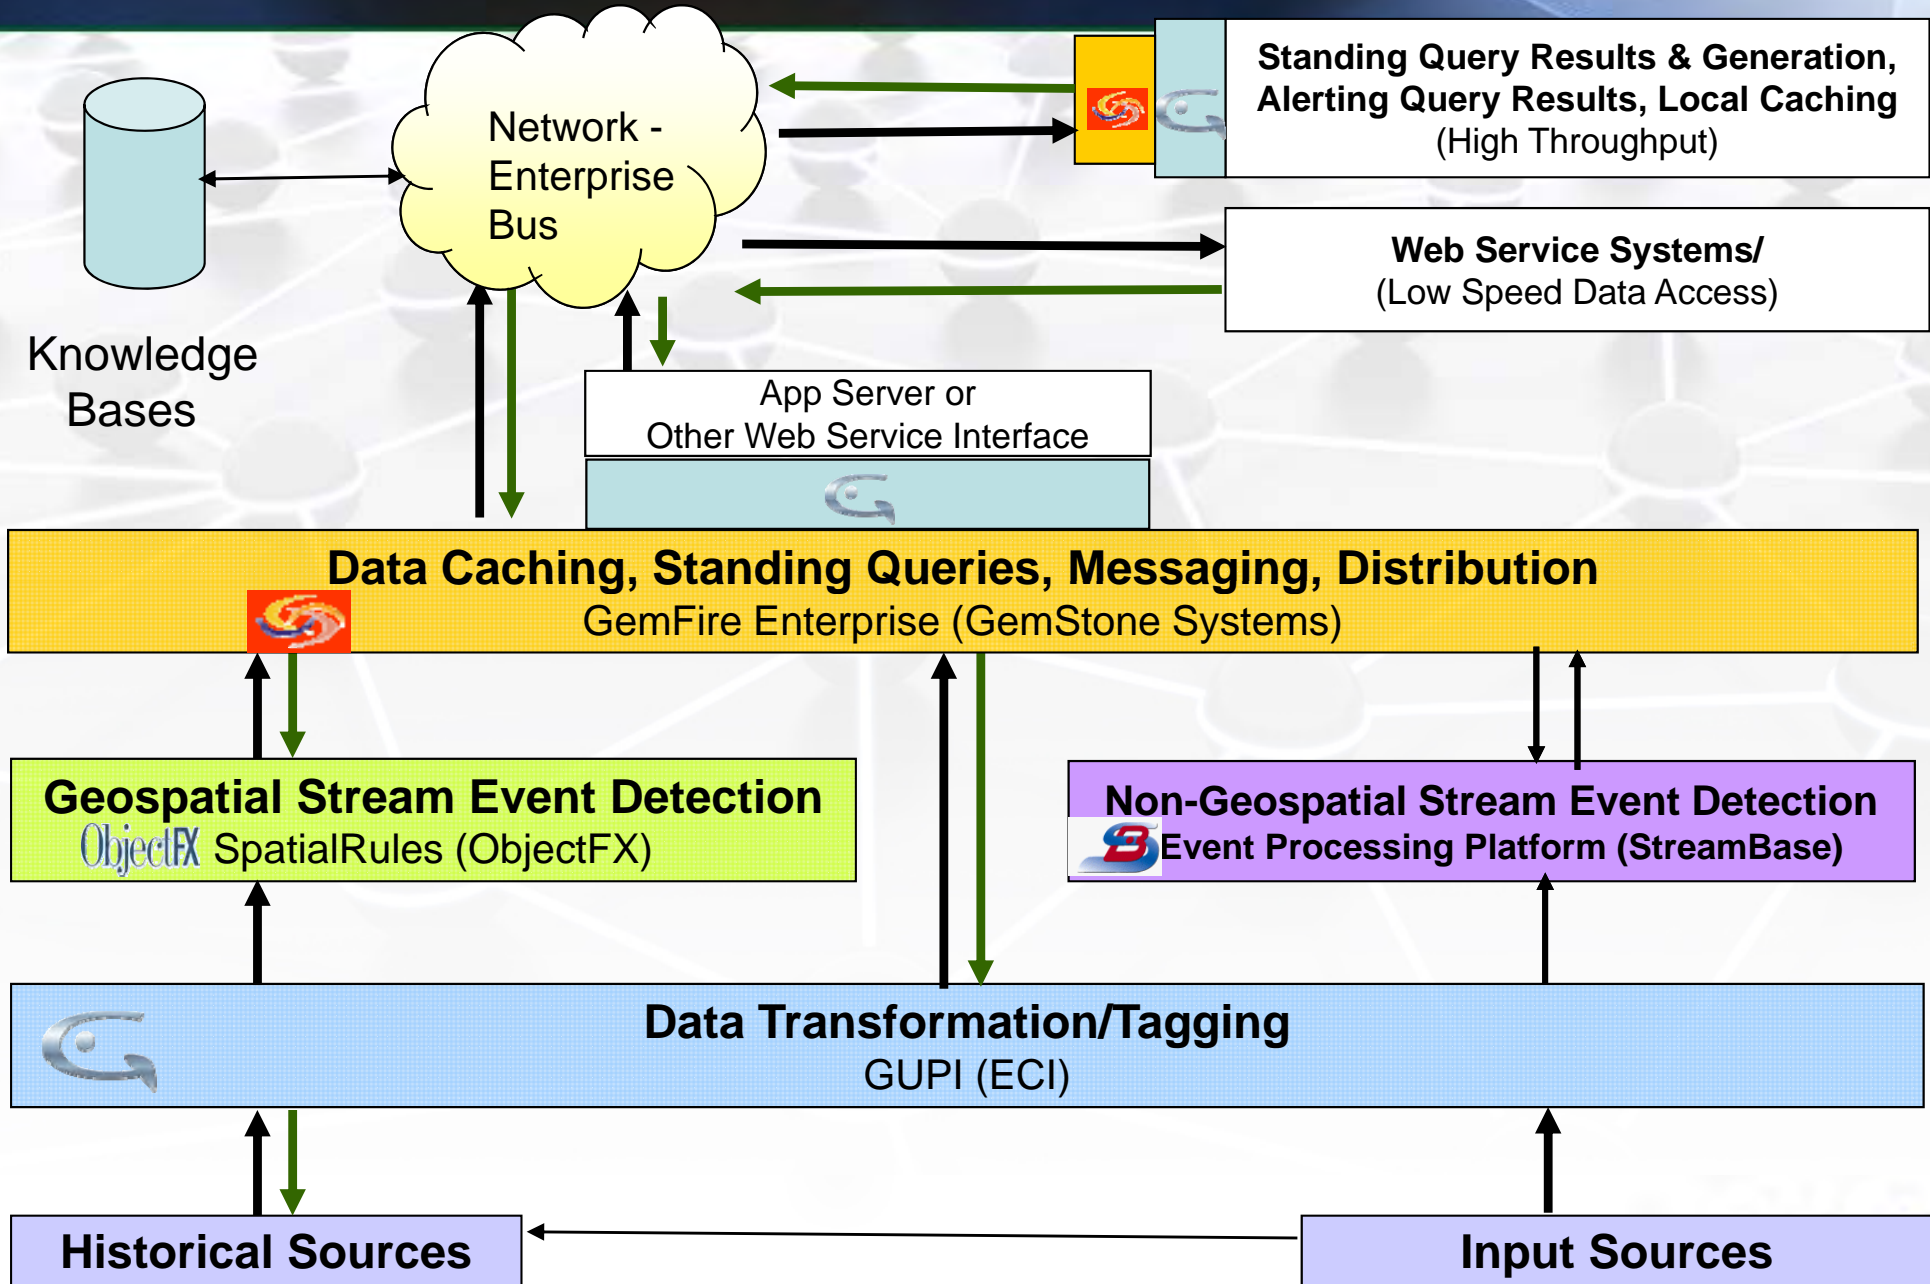 Standing Query Results & Generation,
Alerting Query Results, Local Caching
(High Throughput)
Network -
Enterprise
Bus
Web Service Systems/
(Low Speed Data Access)
Knowledge
Bases
App Server or
Other Web Service Interface
Data Caching, Standing Queries, Messaging, Distribution
GemFire Enterprise (GemStone Systems)
Geospatial Stream Event Detection
ObjectFX SpatialRules (ObjectFX)
Non-Geospatial Stream Event Detection
SB Event Processing Platform (StreamBase)
Data Transformation/Tagging
GUPI (ECI)
Historical Sources
Input Sources